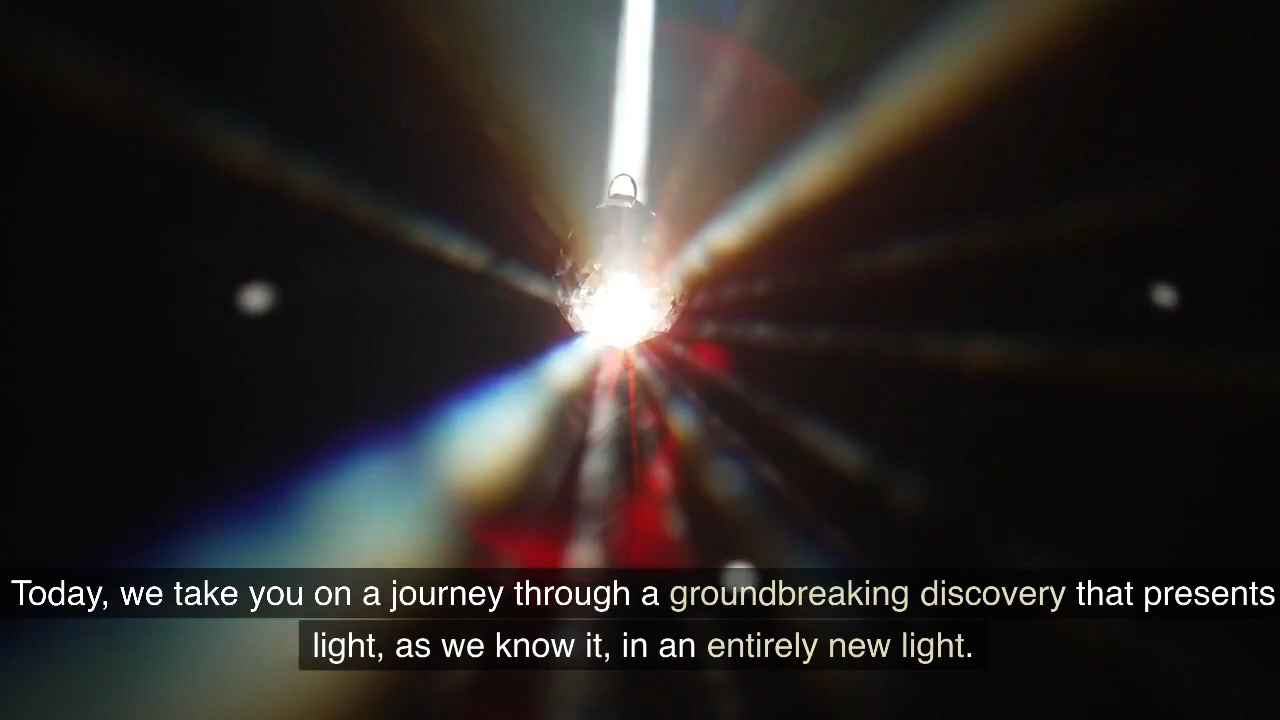 Today, we take you on a journey through a groundbreaking discovery that presents
light, as we know it, in an entirely new light.